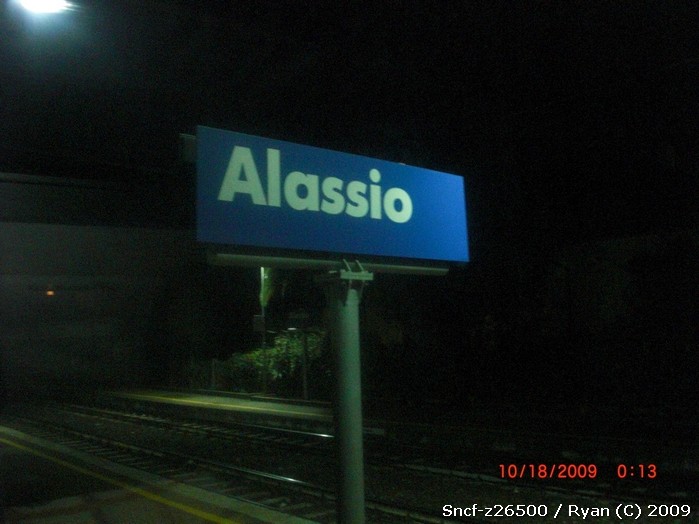 Alassio
10/18/2009 0:13
Sncf-z26500 / Ryan (C) 2009